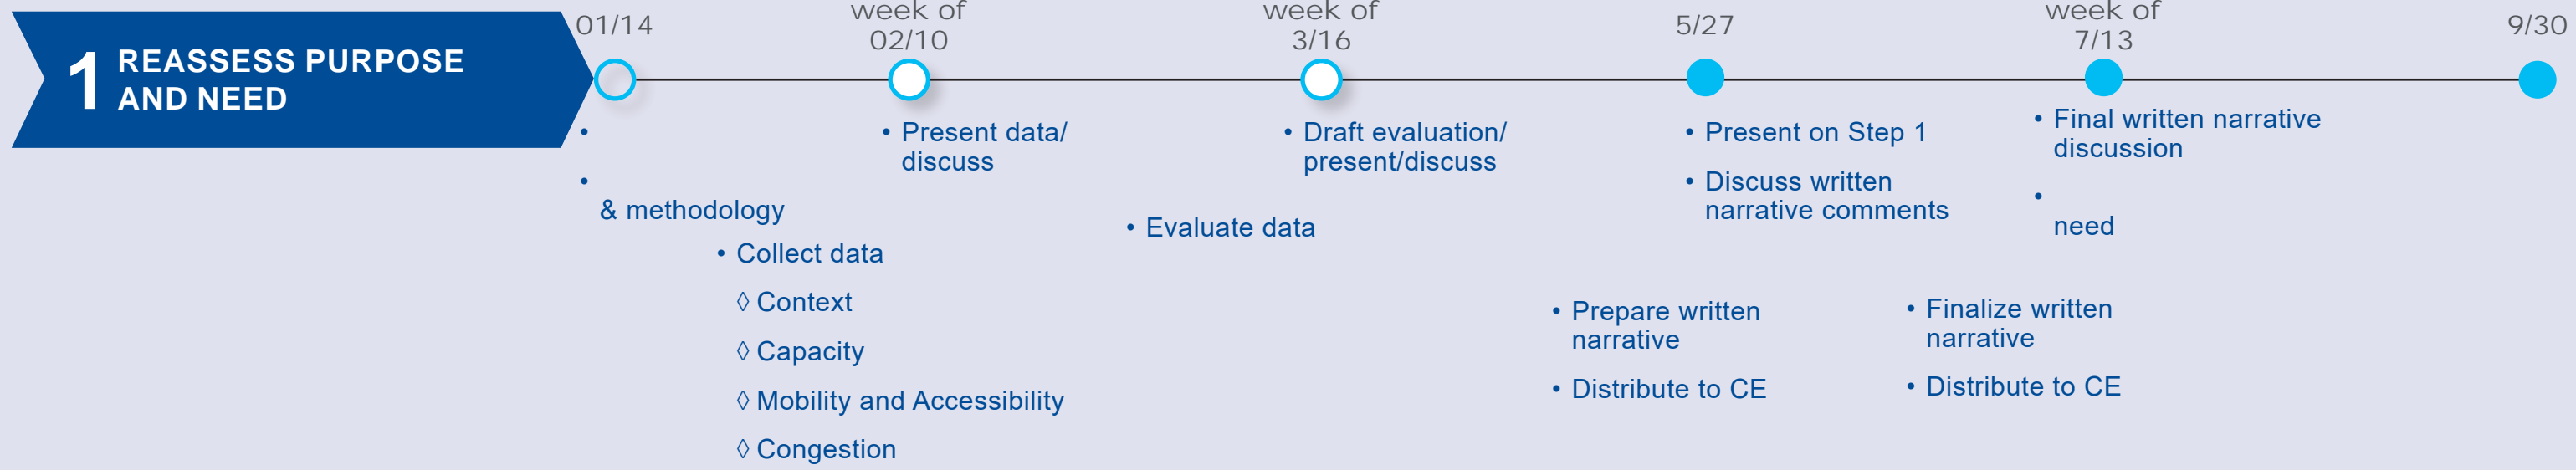 1
REASSESS PURPOSE
AND NEED
01/14
week of
02/10
week of
3/16
5/27
week of
7/13
9/30
•
•
& methodology
• Collect data
◊ Context
◊ Capacity
◊ Mobility and Accessibility
◊ Congestion
• Present data/
discuss
• Evaluate data
• Draft evaluation/
present/discuss
• Prepare written
narrative
• Distribute to CE
• Present on Step 1
• Discuss written
narrative comments
• Finalize written
narrative
• Distribute to CE
• Final written narrative
discussion
•
need